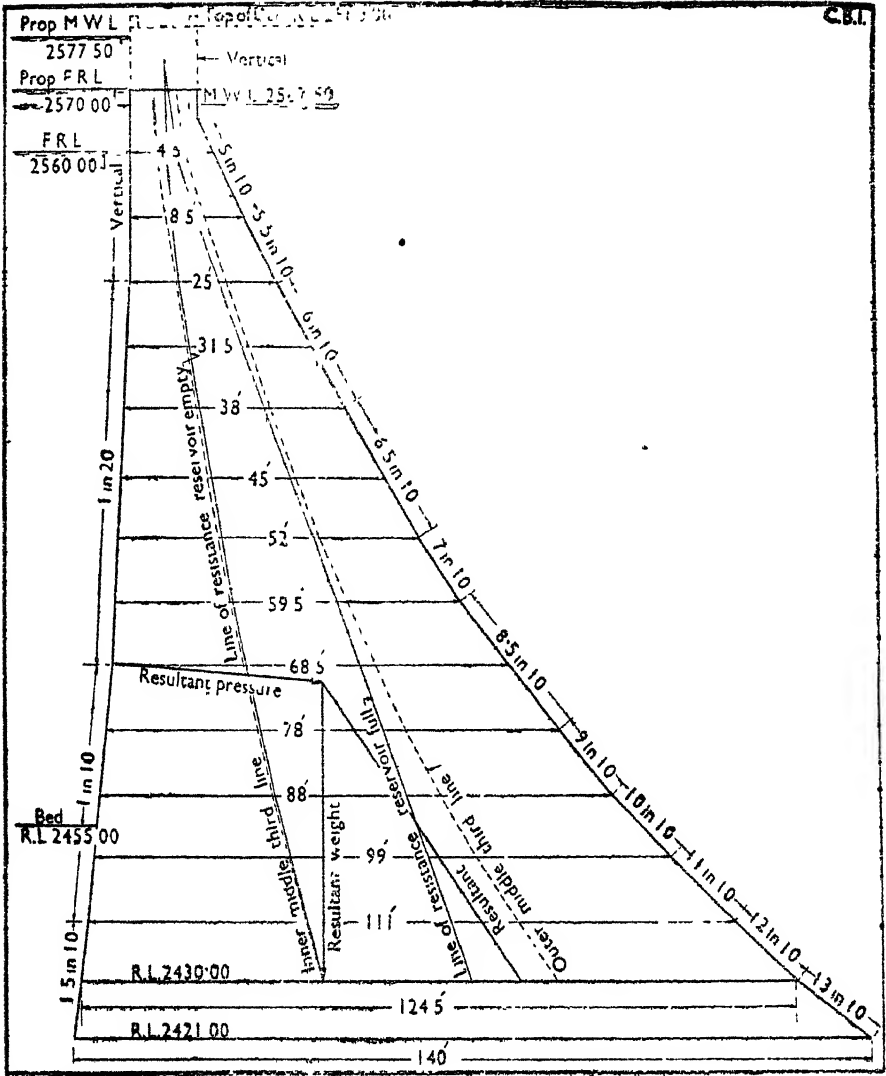 C.B.I.
Prop M W L
2577 50
Top of
Vertical
Prop F R L
2570 00
M W L
F R L
2560 00
Vertical
4 5
8 5
25
31 5
38
45
52
59 5
68 5
78
88
99
111
R.L.2430.00
124 5
R.L.2421 00
140
1 in 20
1 in 10
1 5 in 10
Bed
R.L 2455 00
5 in 10
5 5 in 10
6 in 10
6 5 in 10
7 in 10
8.5 in 10
9 in 10
10 in 10
11 in 10
12 in 10
13 in 10
Line of resistance reservoir empty
Inner middle third line
Resultant pressure
Resultant weight
Line of resistance reservoir full
Resultant
Outer middle third line